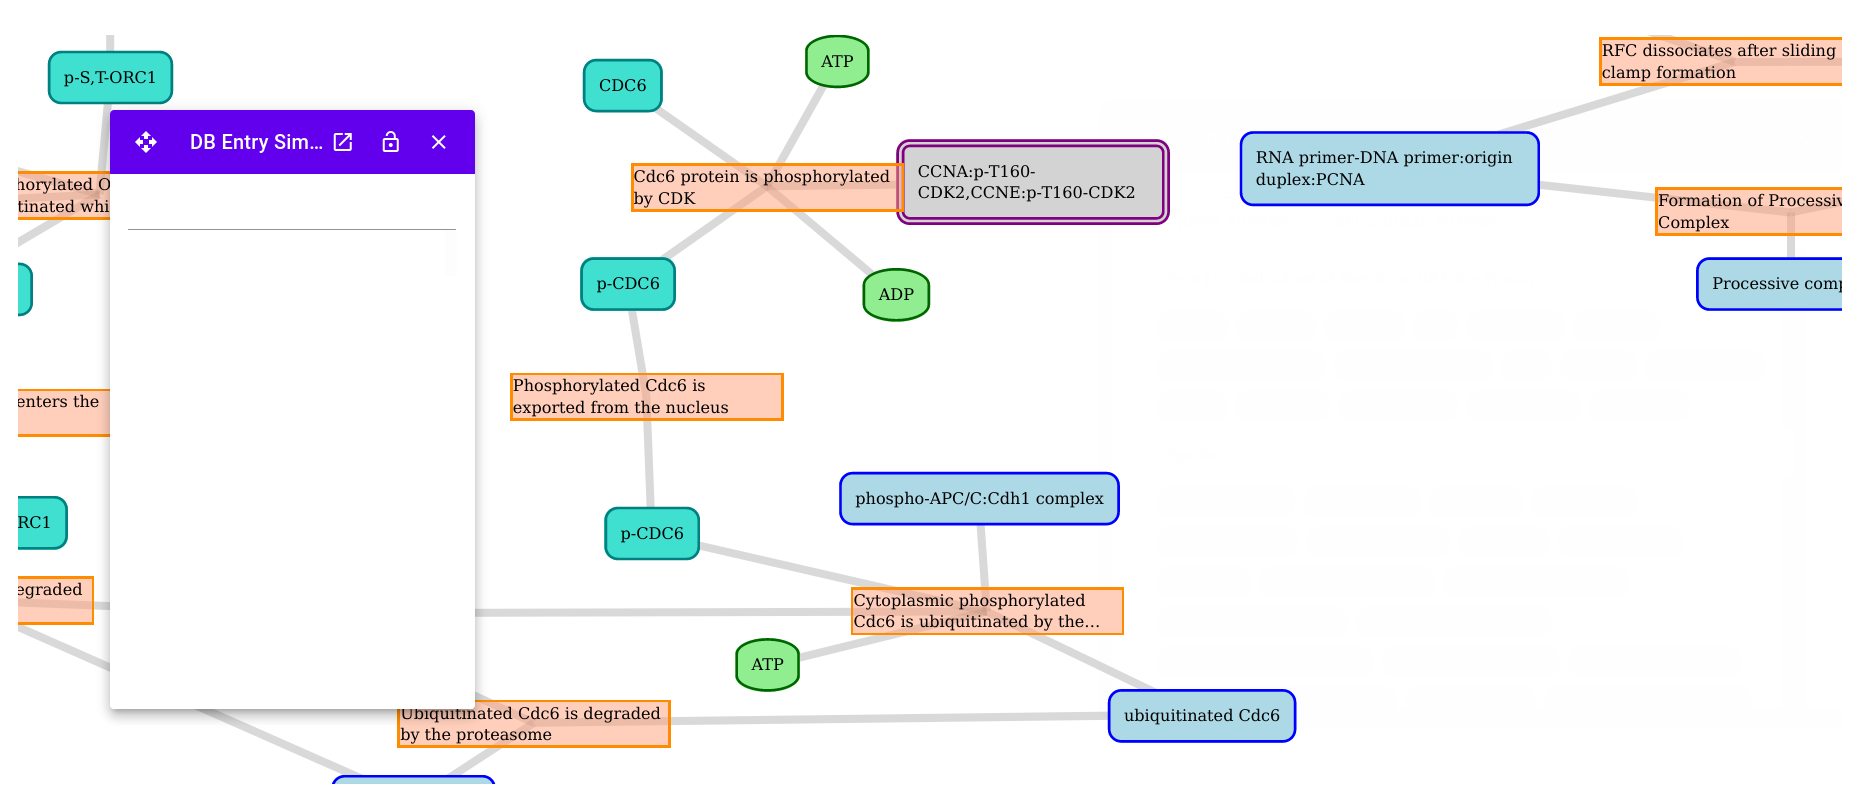 p-S,T-ORC1
CDC6
ATP
RFC dissociates after sliding
clamp formation
DB Entry Sim...
horylated O
tinated whi
Cdc6 protein is phosphorylated
by CDK
CCNA:p-T160-
CDK2,CCNE:p-T160-CDK2
RNA primer-DNA primer:origin
duplex:PCNA
Formation of Processiv
Complex
p-CDC6
ADP
Processive comp
enters the
Phosphorylated Cdc6 is
exported from the nucleus
RC1
p-CDC6
phospho-APC/C:Cdh1 complex
egraded
Cytoplasmic phosphorylated
Cdc6 is ubiquitinated by the...
ATP
Ubiquitinated Cdc6 is degraded
by the proteasome
ubiquitinated Cdc6